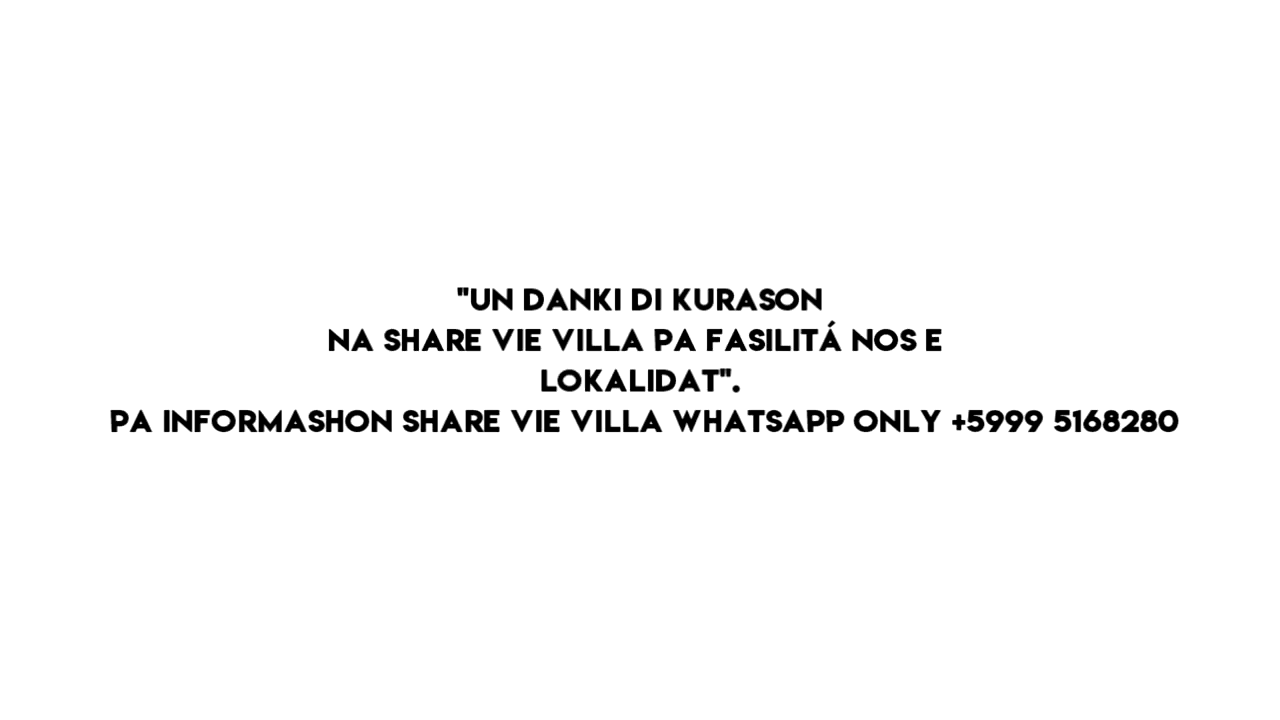 "UN DANKI DI KURASON
NA SHARE VIE VILLA PA FASILITÁ NOS E
LOKALIDAT".
PA INFORMASHON SHARE VIE VILLA WHATSAPP ONLY +5999 5168280